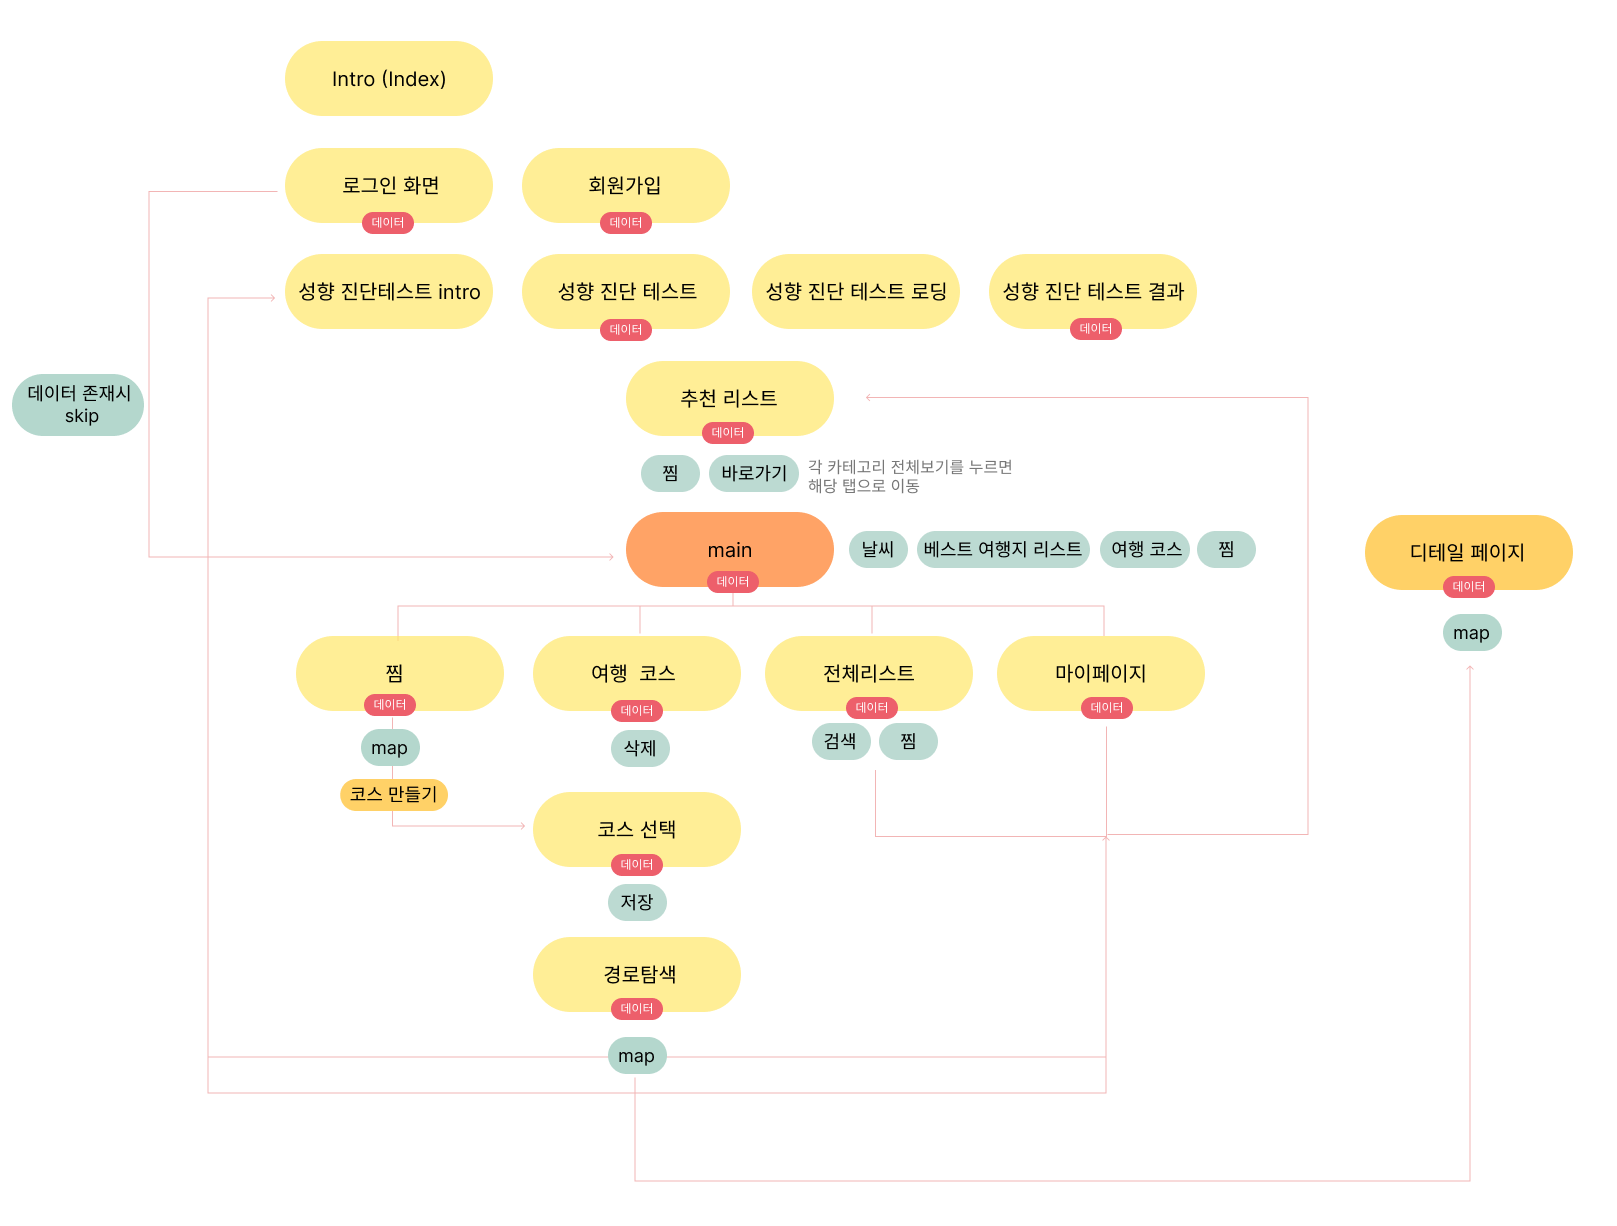 Intro (Index)
로그인 화면
데이터
회원가입
데이터
성향 진단테스트 intro
성향 진단 테스트
데이터
성향 진단 테스트 로딩
성향 진단 테스트 결과
데이터
데이터 존재시
skip
추천 리스트
데이터
찜
바로가기
각 카테고리 전체보기를 누르면
해당 탭으로 이동
main
데이터
날씨
베스트 여행지 리스트
여행 코스
찜
디테일 페이지
데이터
map
찜
데이터
map
코스 만들기
여행 코스
데이터
삭제
전체리스트
데이터
검색
찜
마이페이지
데이터
코스 선택
데이터
저장
경로탐색
데이터
map